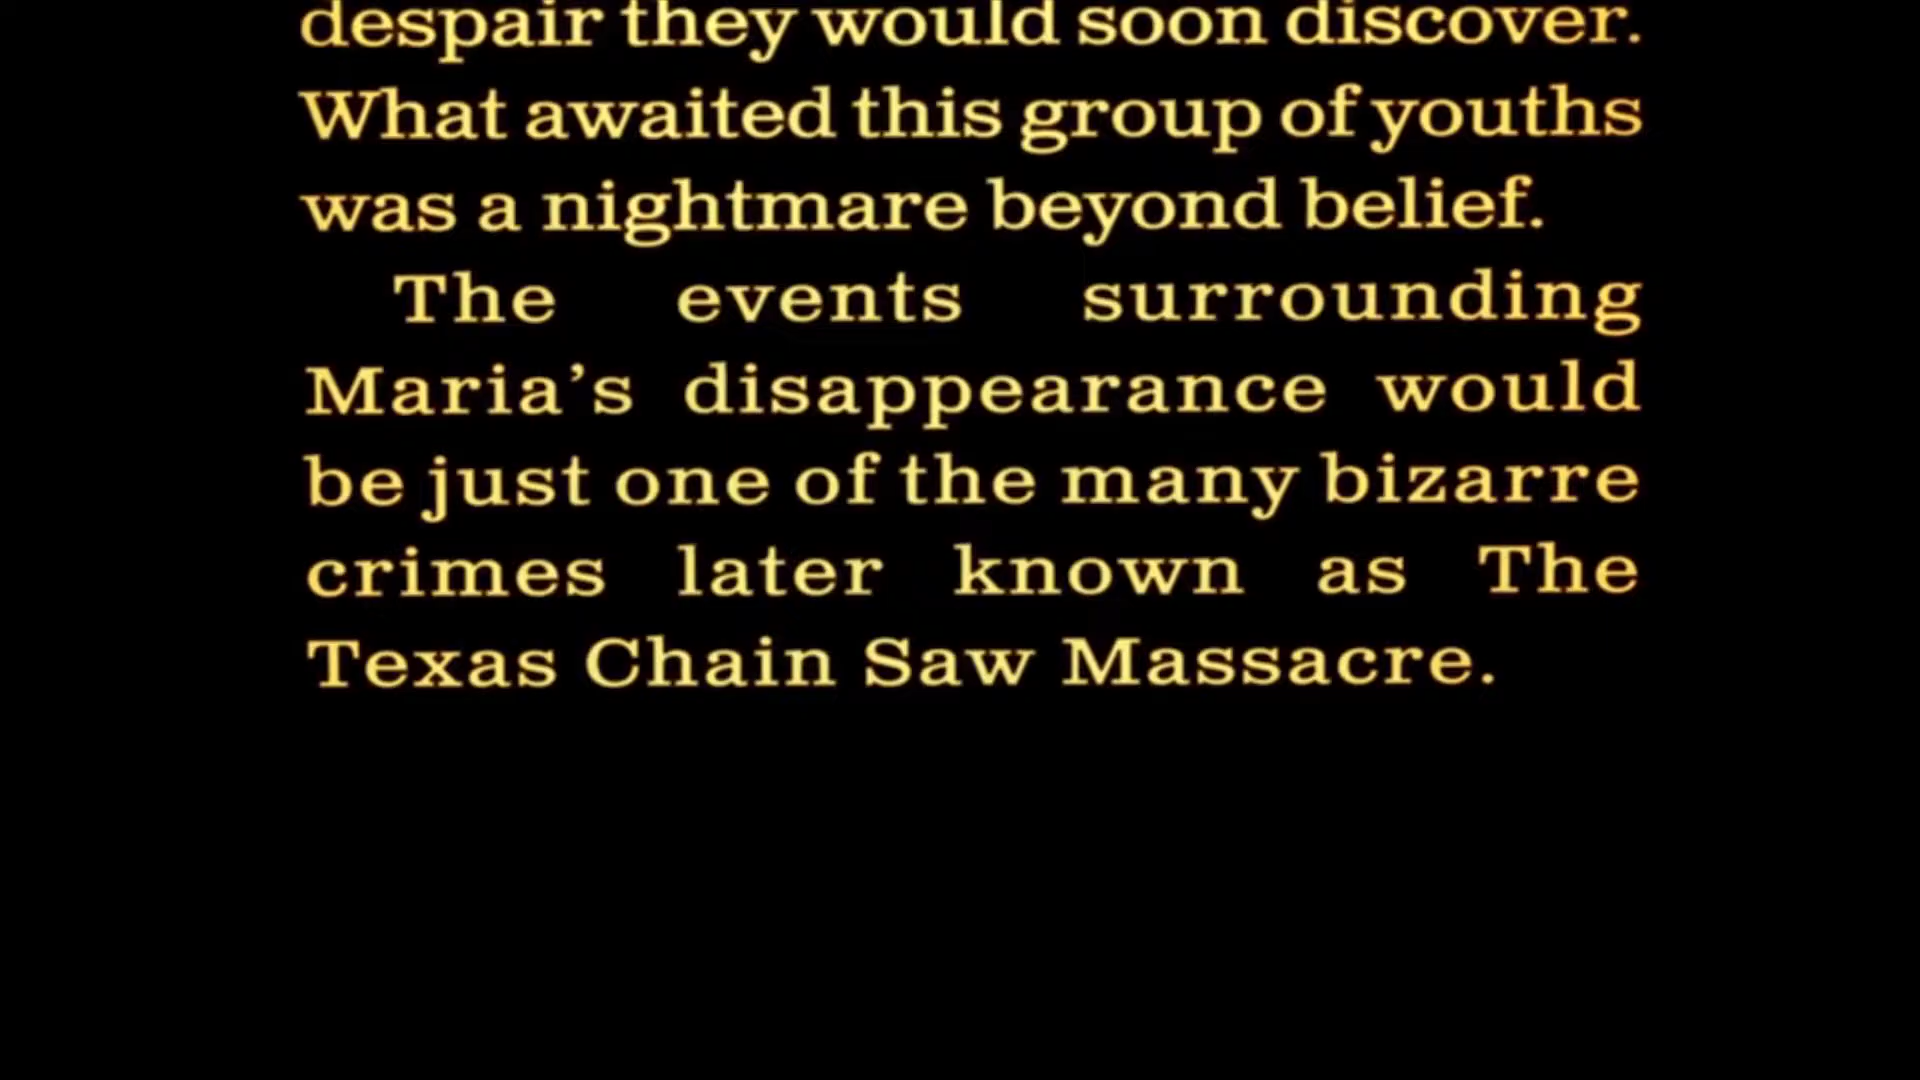 despair they would soon discover.
What awaited this group of youths
was a nightmare beyond belief.
The events surrounding
Maria’s disappearance would
be just one of the many bizarre
crimes later known as The
Texas Chain Saw Massacre.